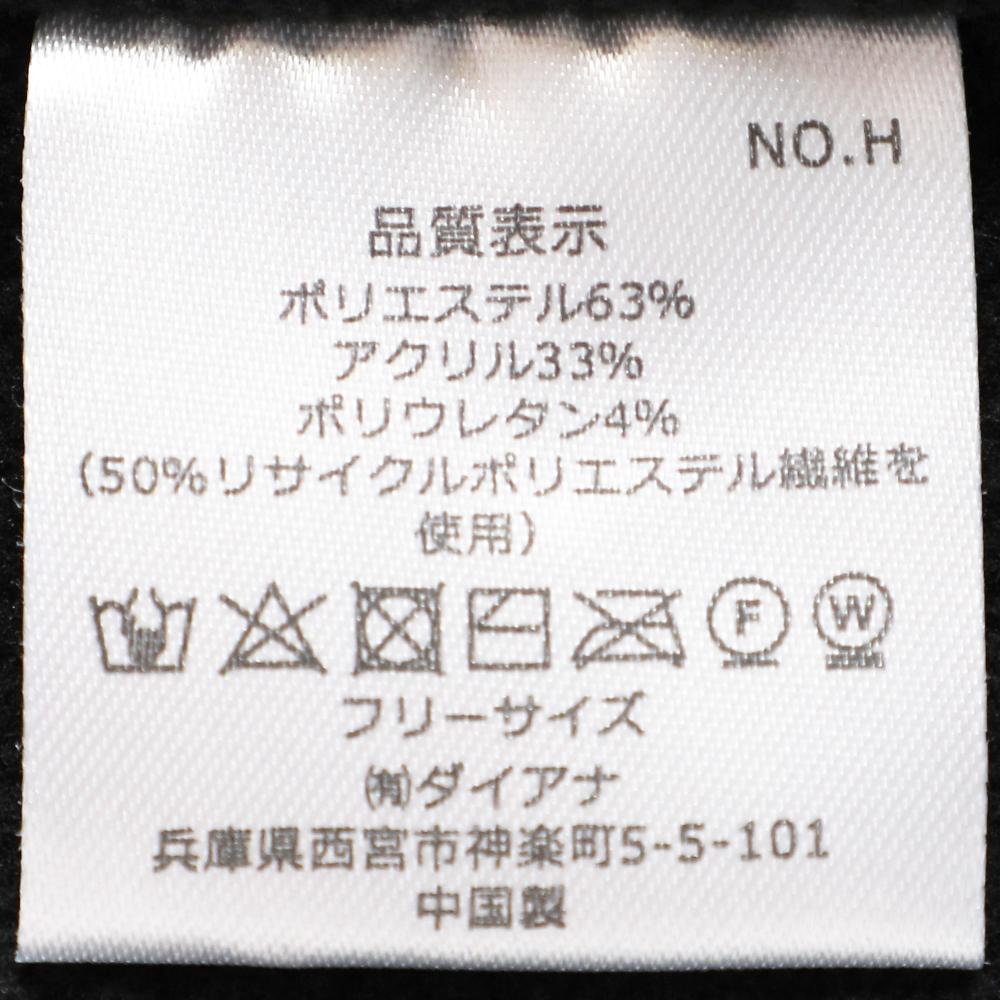 NO.H
品質表示
ポリエステル63%
アクリル33%
ポリウレタン4%
(50%リサイクルポリエステル繊維を
使用)
F W
フリーサイズ
㈲ダイアナ
兵庫県西宮市神楽町5-5-101
中国製